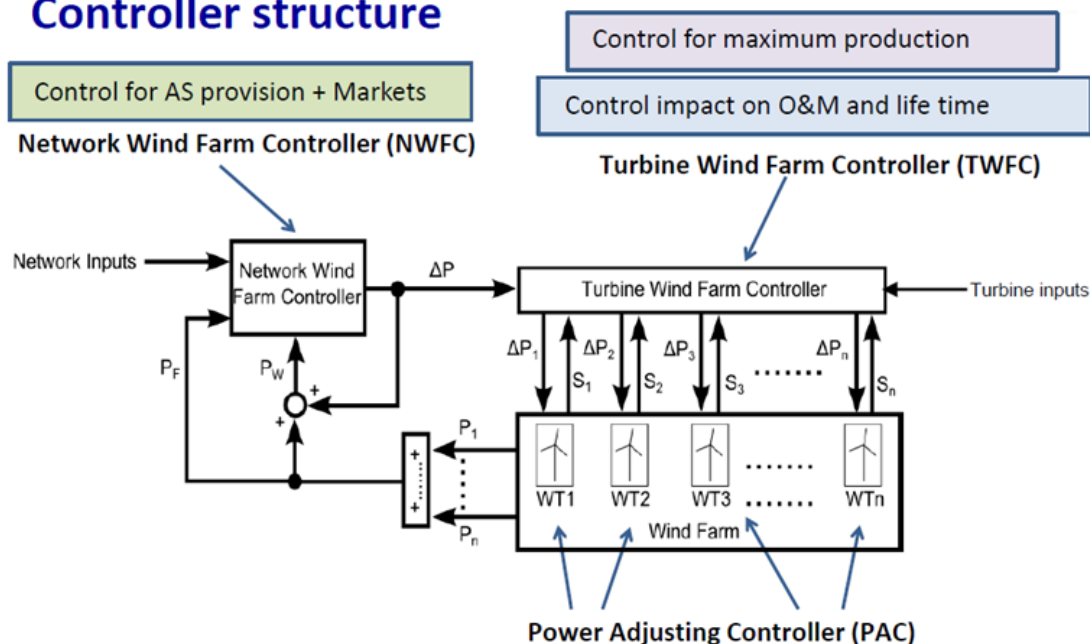 Controller structure
Control for maximum production
Control for AS provision + Markets
Control impact on O&M and life time
Network Wind Farm Controller (NWFC)
Turbine Wind Farm Controller (TWFC)
Network Inputs
Network Wind
Farm Controller
ΔP
Turbine Wind Farm Controller
Turbine inputs
P_F
P_W
+
+
ΔP₁
S₁
ΔP₂
S₂
ΔP₃
S₃
........
ΔPₙ
Sₙ
+
+
P₁
Pₙ
WT1
WT2
WT3
WTn
Wind Farm
Power Adjusting Controller (PAC)